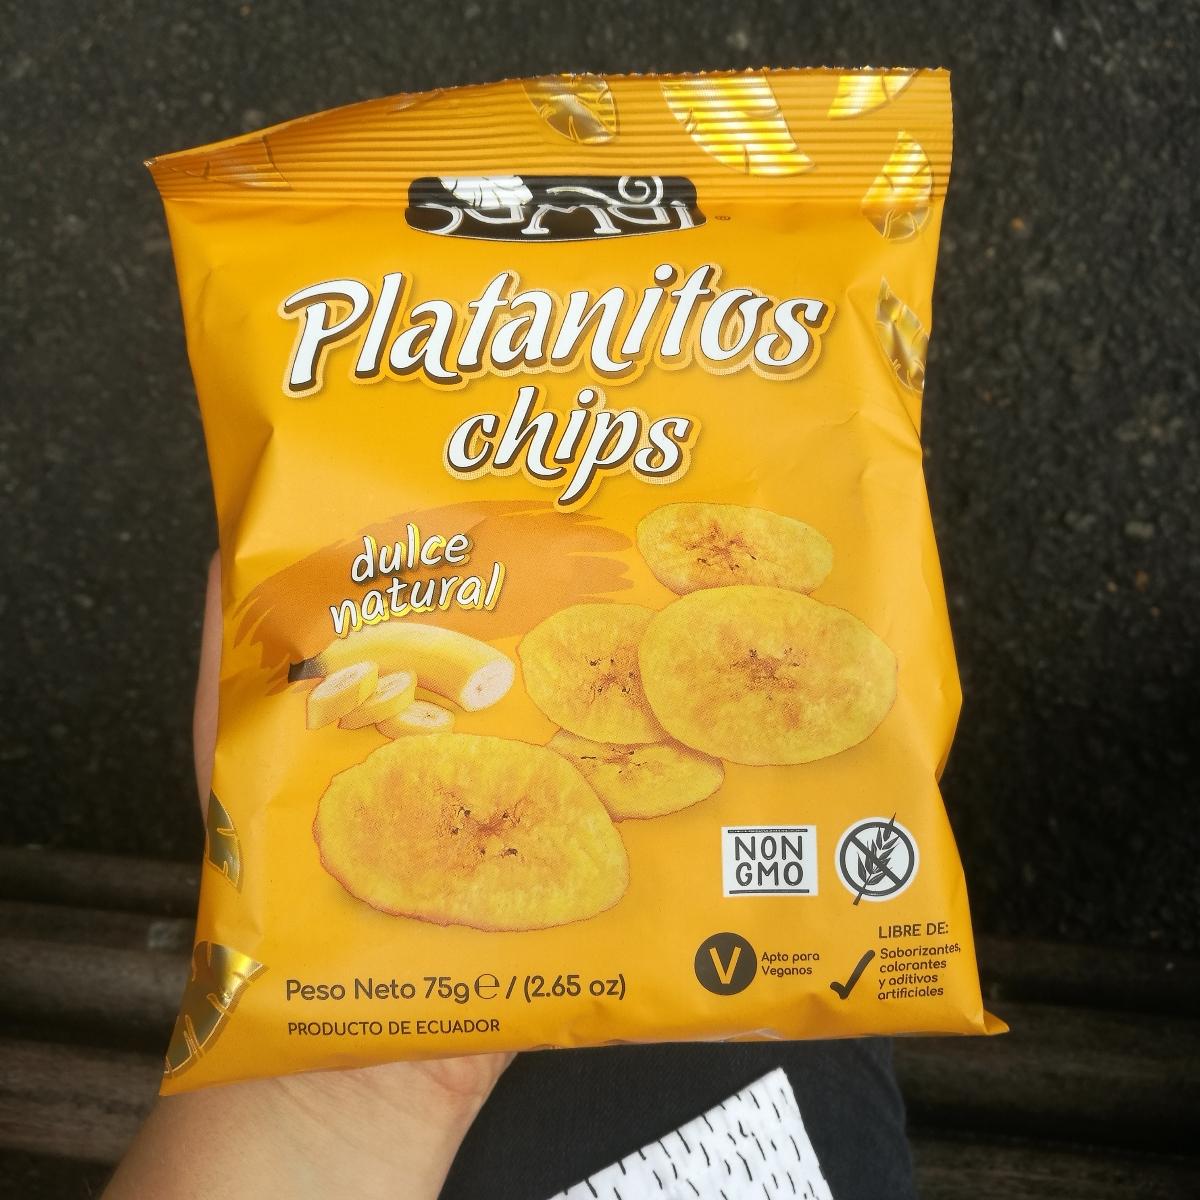 Platanitos
chips
dulce
natural
NON
GMO
LIBRE DE:
Saborizantes,
colorantes
y aditivos
artificiales
V
Apto para
Veganos
Peso Neto 75g ℮ / (2.65 oz)
PRODUCTO DE ECUADOR